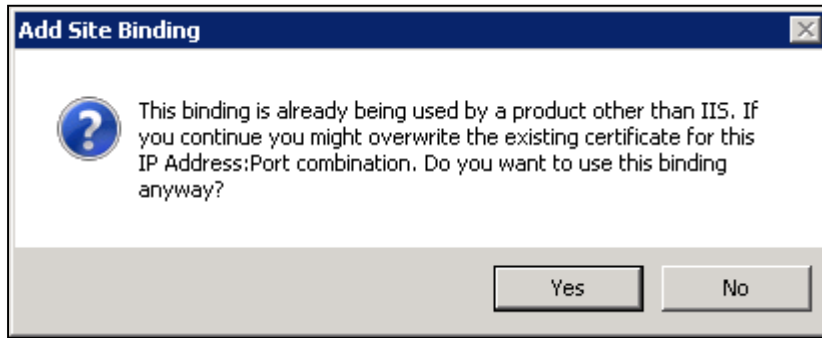 Add Site Binding
This binding is already being used by a product other than IIS. If
you continue you might overwrite the existing certificate for this
IP Address:Port combination. Do you want to use this binding
anyway?
Yes No